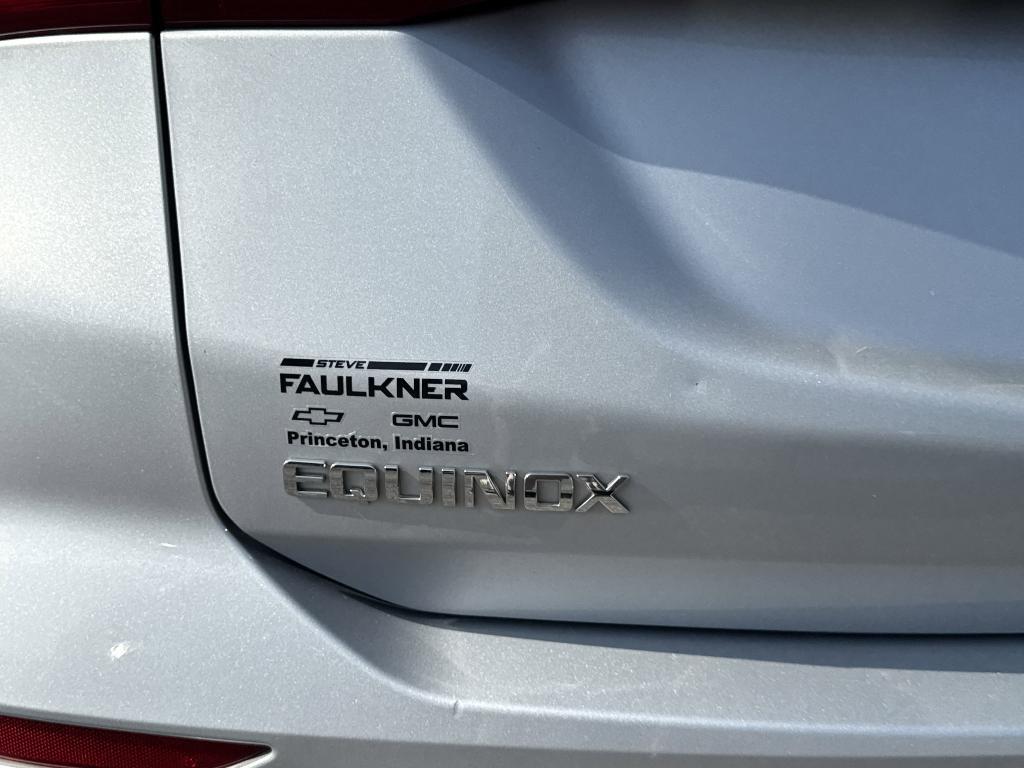 STEVE
FAULKNER
GMC
Princeton, Indiana
EQUINOX